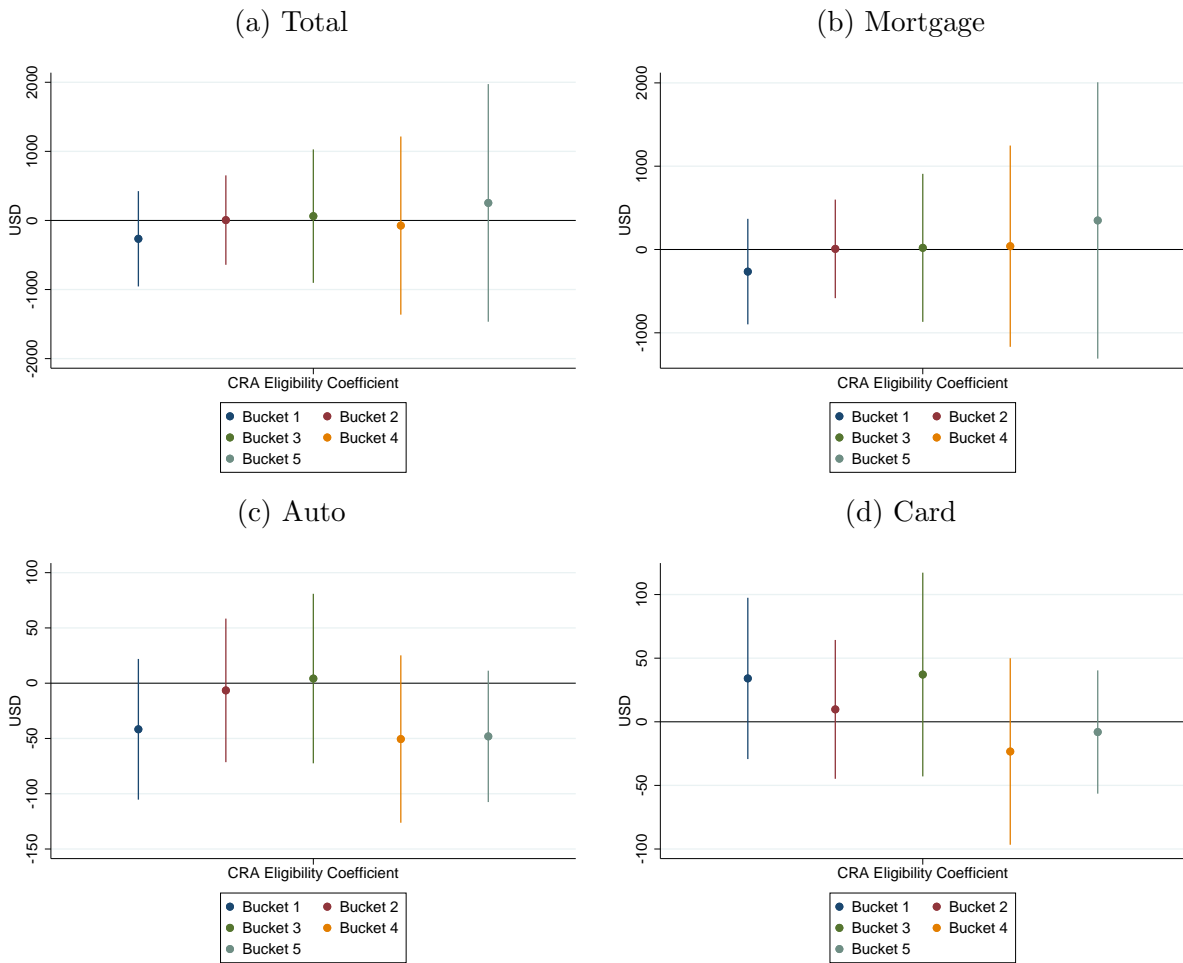 (a) Total
2000
1000
0
-1000
-2000
USD
CRA Eligibility Coefficient
Bucket 1 Bucket 2
Bucket 3 Bucket 4
Bucket 5
(b) Mortgage
2000
1000
0
-1000
USD
CRA Eligibility Coefficient
Bucket 1 Bucket 2
Bucket 3 Bucket 4
Bucket 5
(c) Auto
100
50
0
-50
-100
-150
USD
CRA Eligibility Coefficient
Bucket 1 Bucket 2
Bucket 3 Bucket 4
Bucket 5
(d) Card
100
50
0
-50
-100
USD
CRA Eligibility Coefficient
Bucket 1 Bucket 2
Bucket 3 Bucket 4
Bucket 5